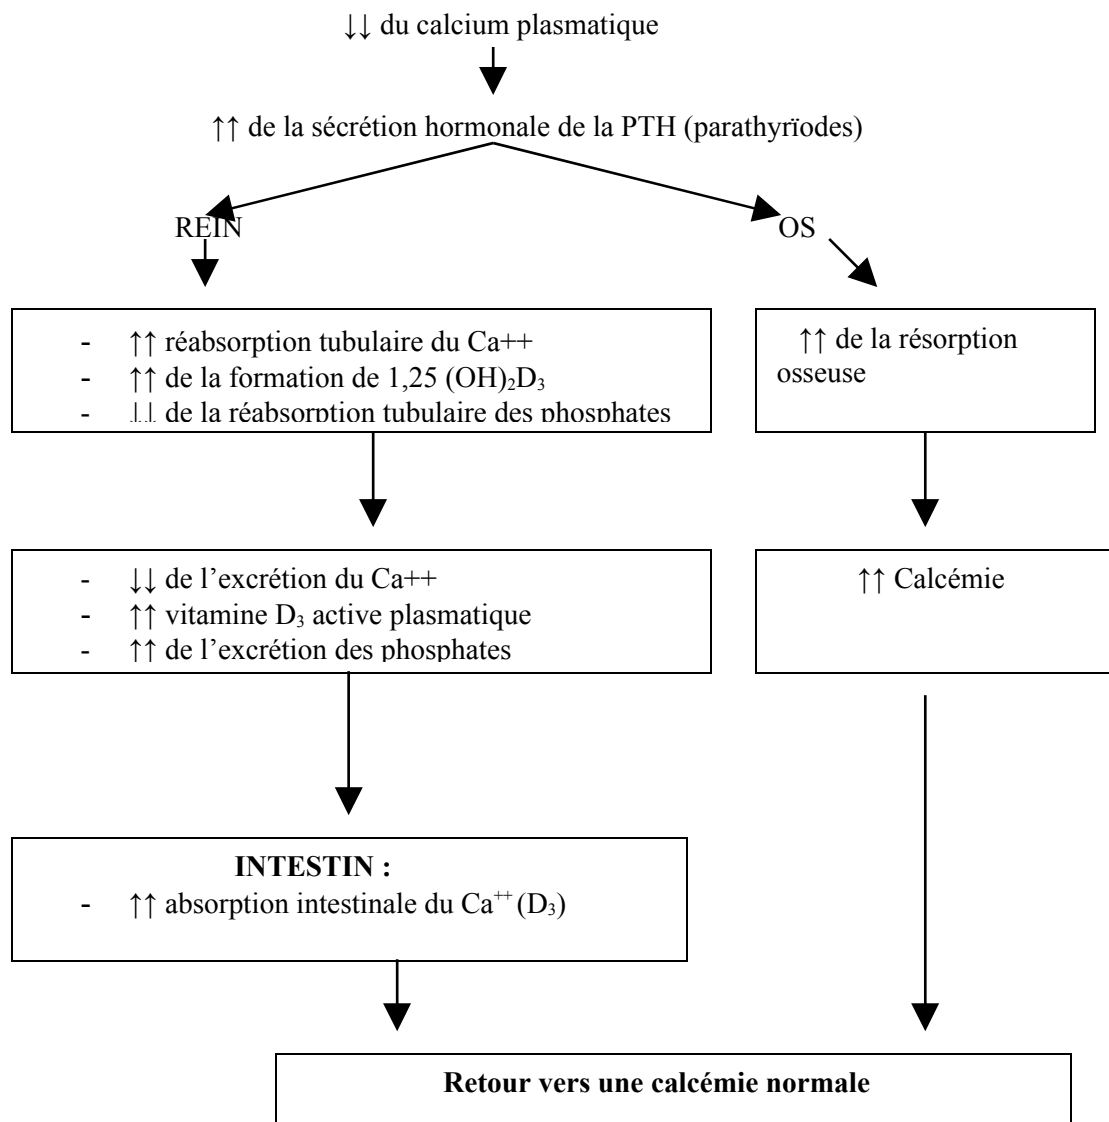 ↓↓ du calcium plasmatique
↑↑ de la sécrétion hormonale de la PTH (parathyrïodes)
REIN
OS
- ↑↑ réabsorption tubulaire du Ca++
- ↑↑ de la formation de 1,25 (OH)₂D₃
- ↓↓ de la réabsorption tubulaire des phosphates
↑↑ de la résorption
osseuse
- ↓↓ de l’excrétion du Ca++
- ↑↑ vitamine D₃ active plasmatique
- ↑↑ de l’excrétion des phosphates
↑↑ Calcémie
INTESTIN :
- ↑↑ absorption intestinale du Ca⁺⁺ (D₃)
Retour vers une calcémie normale